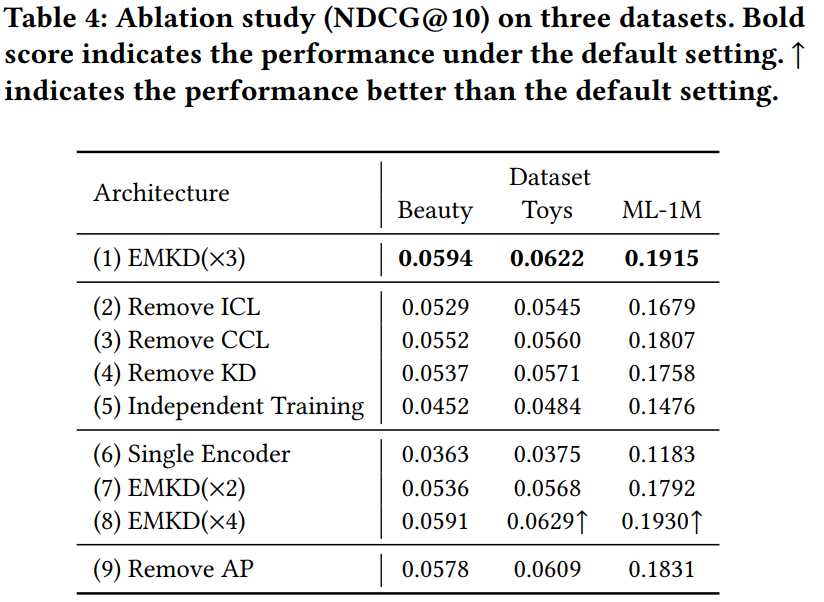 Table 4: Ablation study (NDCG@10) on three datasets. Bold
score indicates the performance under the default setting. ↑
indicates the performance better than the default setting.
Architecture Dataset
Beauty Toys ML-1M
(1) EMKD(×3) 0.0594 0.0622 0.1915
(2) Remove ICL 0.0529 0.0545 0.1679
(3) Remove CCL 0.0552 0.0560 0.1807
(4) Remove KD 0.0537 0.0571 0.1758
(5) Independent Training 0.0452 0.0484 0.1476
(6) Single Encoder 0.0363 0.0375 0.1183
(7) EMKD(×2) 0.0536 0.0568 0.1792
(8) EMKD(×4) 0.0591 0.0629↑ 0.1930↑
(9) Remove AP 0.0578 0.0609 0.1831